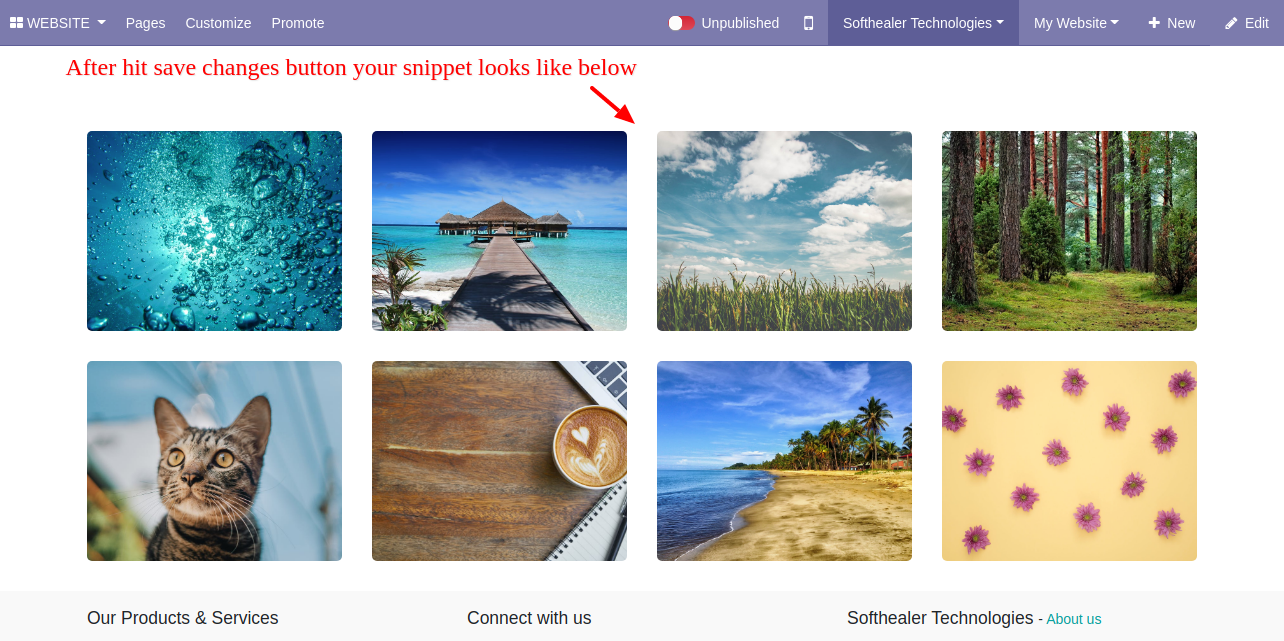 WEBSITE Pages Customize Promote Unpublished Softhealer Technologies My Website New Edit
After hit save changes button your snippet looks like below
Our Products & Services Connect with us Softhealer Technologies - About us